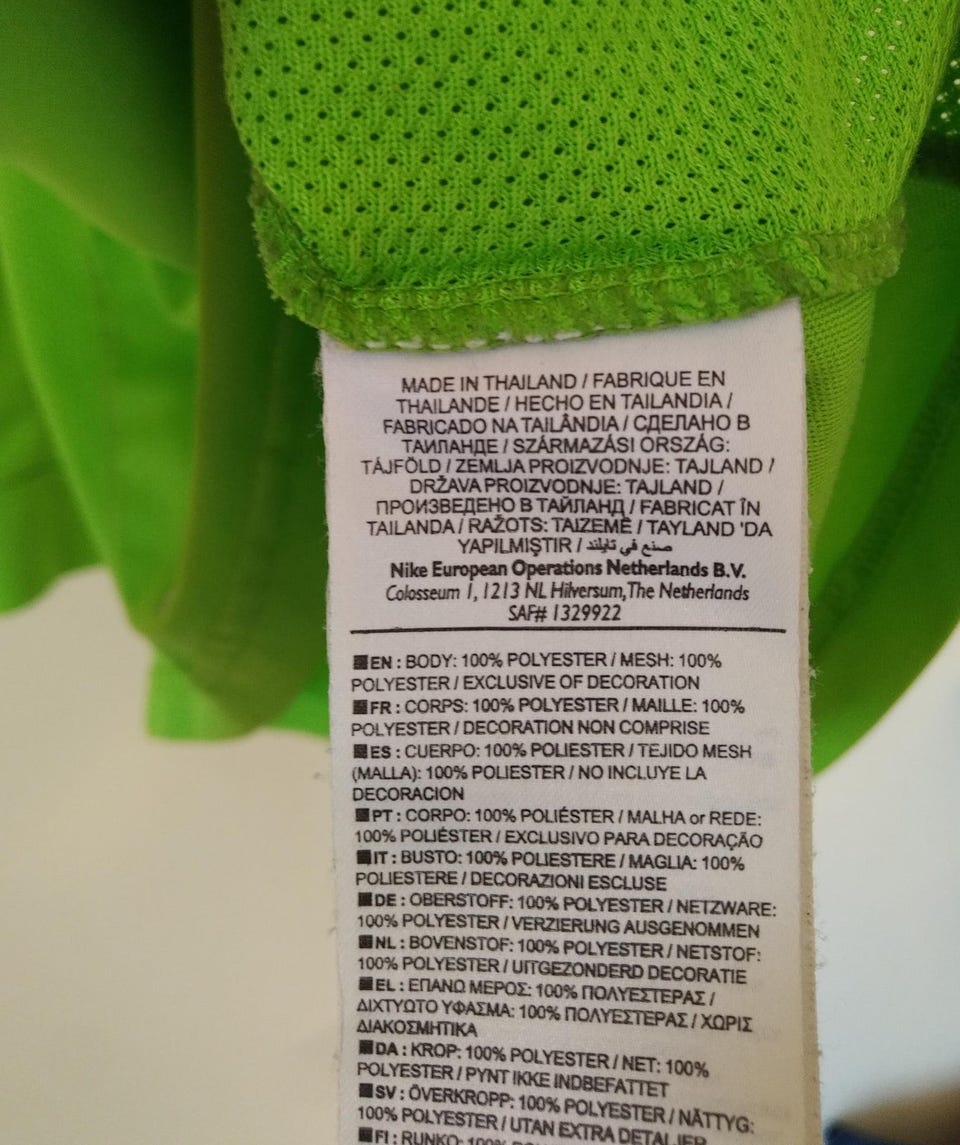 MADE IN THAILAND / FABRIQUE EN
THAILANDE / HECHO EN TAILANDIA /
FABRICADO NA TAILÂNDIA / СДЕЛАНО В
ТАИЛАНДЕ / SZÁRMAZÁSI ORSZÁG:
TÁJFÖLD / ZEMLJA PROIZVODNJE: TAJLAND /
DRŽAVA PROIZVODNJE: TAJLAND /
ПРОИЗВЕДЕНО В ТАЙЛАНД / FABRICAT ÎN
TAILANDA / RAŽOTS: TAIZEMĒ / TAYLAND 'DA
YAPILMIŞTIR / صنع في تايلند
Nike European Operations Netherlands B.V.
Colosseum 1, 1213 NL Hilversum, The Netherlands
SAF# 1329922
EN : BODY: 100% POLYESTER / MESH: 100%
POLYESTER / EXCLUSIVE OF DECORATION
FR : CORPS: 100% POLYESTER / MAILLE: 100%
POLYESTER / DECORATION NON COMPRISE
ES : CUERPO: 100% POLIESTER / TEJIDO MESH
(MALLA): 100% POLIESTER / NO INCLUYE LA
DECORACION
PT : CORPO: 100% POLIÉSTER / MALHA or REDE:
100% POLIÉSTER / EXCLUSIVO PARA DECORAÇÃO
IT : BUSTO: 100% POLIESTERE / MAGLIA: 100%
POLIESTERE / DECORAZIONI ESCLUSE
DE : OBERSTOFF: 100% POLYESTER / NETZWARE:
100% POLYESTER / VERZIERUNG AUSGENOMMEN
NL : BOVENSTOF: 100% POLYESTER / NETSTOF:
100% POLYESTER / UITGEZONDERD DECORATIE
EL : ΕΠΑΝΩ ΜΕΡΟΣ: 100% ΠΟΛΥΕΣΤΕΡΑΣ /
ΔΙΧΤΥΩΤΟ ΥΦΑΣΜΑ: 100% ΠΟΛΥΕΣΤΕΡΑΣ / ΧΩΡΙΣ
ΔΙΑΚΟΣΜΗΤΙΚΑ
DA : KROP: 100% POLYESTER / NET: 100%
POLYESTER / PYNT IKKE INDBEFATTET
SV : ÖVERKROPP: 100% POLYESTER / NÄTTYG:
100% POLYESTER / UTAN EXTRA DETALJER
FI : RUNKO: 100%